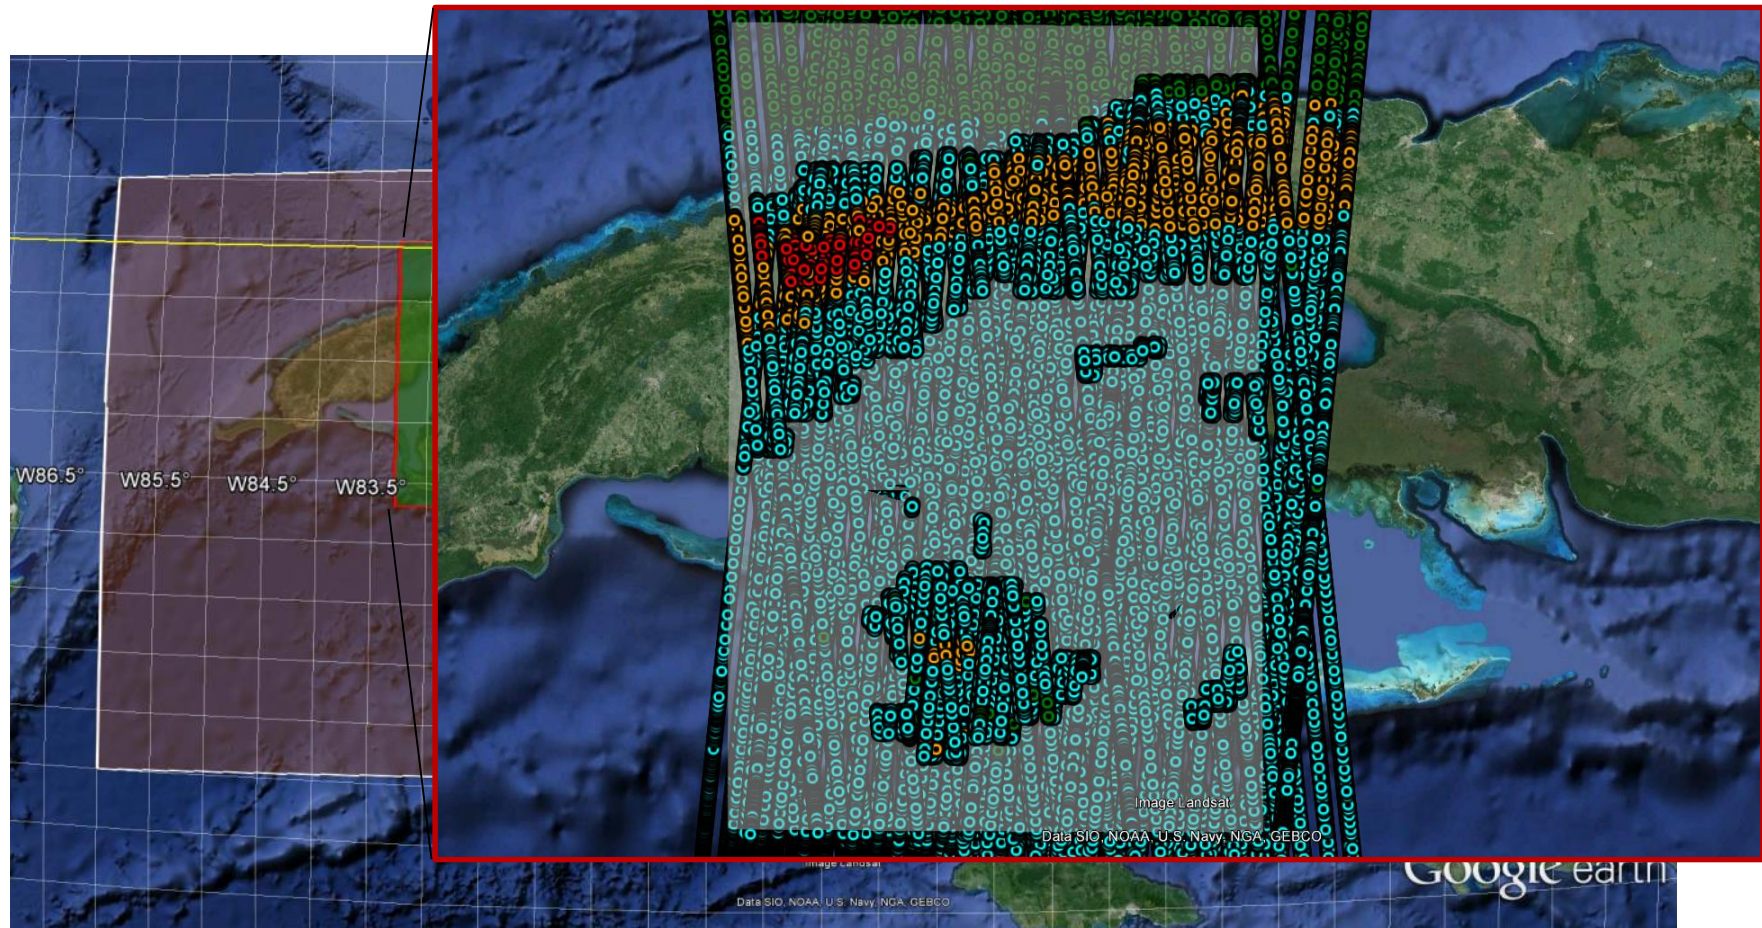 W86.5°
W85.5°
W84.5°
W83.5°
Image Landsat
Data SIO, NOAA, U.S. Navy, NGA, GEBCO
Image Landsat
Data SIO, NOAA, U.S. Navy, NGA, GEBCO
Google earth